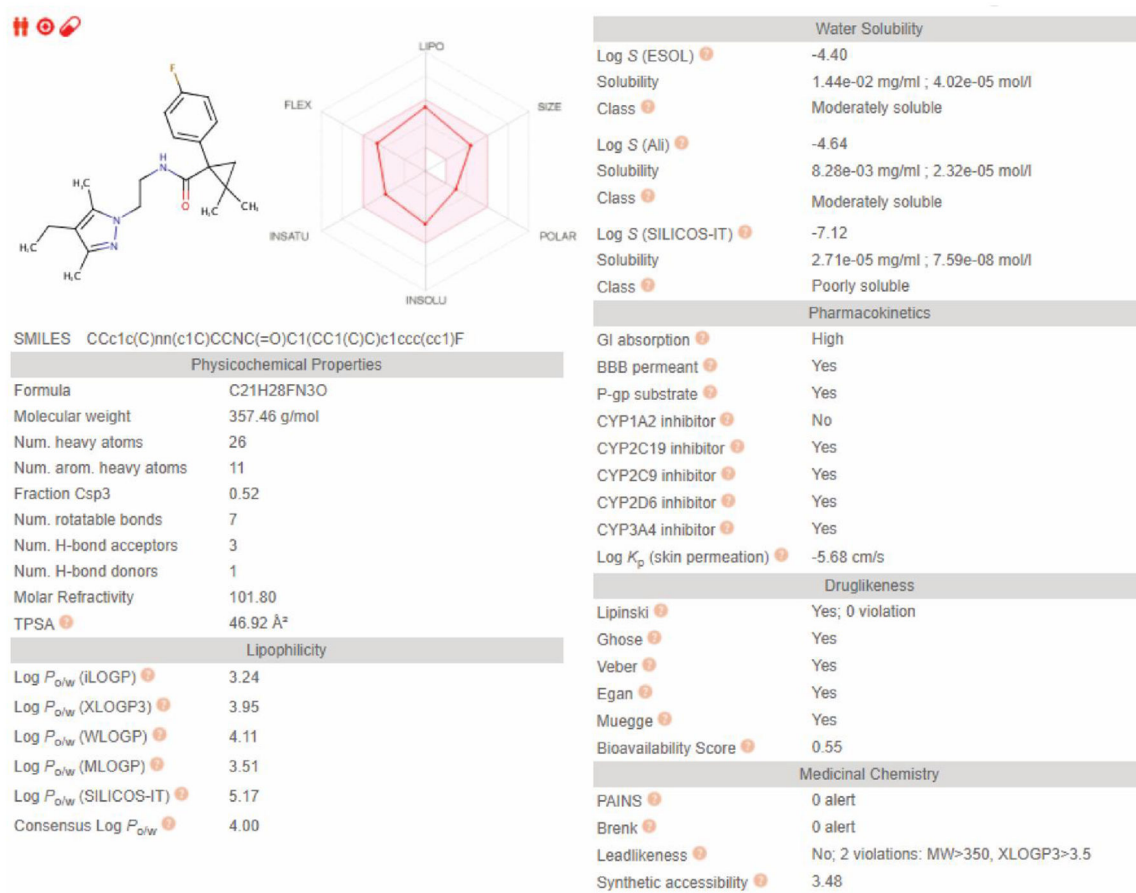 LIPO
FLEX
SIZE
INSATU
POLAR
INSOLU
F
H
N
O
H₃C
CH₃
H₃C
N
N
H₃C
H₃C
SMILES CCc1c(C)nn(c1C)CCNC(=O)C1(CC1(C)C)c1ccc(cc1)F
Physicochemical Properties
Formula C21H28FN3O
Molecular weight 357.46 g/mol
Num. heavy atoms 26
Num. arom. heavy atoms 11
Fraction Csp3 0.52
Num. rotatable bonds 7
Num. H-bond acceptors 3
Num. H-bond donors 1
Molar Refractivity 101.80
TPSA ? 46.92 Å²
Lipophilicity
Log Po/w (iLOGP) ? 3.24
Log Po/w (XLOGP3) ? 3.95
Log Po/w (WLOGP) ? 4.11
Log Po/w (MLOGP) ? 3.51
Log Po/w (SILICOS-IT) ? 5.17
Consensus Log Po/w ? 4.00
Water Solubility
Log S (ESOL) ? -4.40
Solubility 1.44e-02 mg/ml ; 4.02e-05 mol/l
Class ? Moderately soluble
Log S (Ali) ? -4.64
Solubility 8.28e-03 mg/ml ; 2.32e-05 mol/l
Class ? Moderately soluble
Log S (SILICOS-IT) ? -7.12
Solubility 2.71e-05 mg/ml ; 7.59e-08 mol/l
Class ? Poorly soluble
Pharmacokinetics
GI absorption ? High
BBB permeant ? Yes
P-gp substrate ? Yes
CYP1A2 inhibitor ? No
CYP2C19 inhibitor ? Yes
CYP2C9 inhibitor ? Yes
CYP2D6 inhibitor ? Yes
CYP3A4 inhibitor ? Yes
Log Kp (skin permeation) ? -5.68 cm/s
Druglikeness
Lipinski ? Yes; 0 violation
Ghose ? Yes
Veber ? Yes
Egan ? Yes
Muegge ? Yes
Bioavailability Score ? 0.55
Medicinal Chemistry
PAINS ? 0 alert
Brenk ? 0 alert
Leadlikeness ? No; 2 violations: MW>350, XLOGP3>3.5
Synthetic accessibility ? 3.48